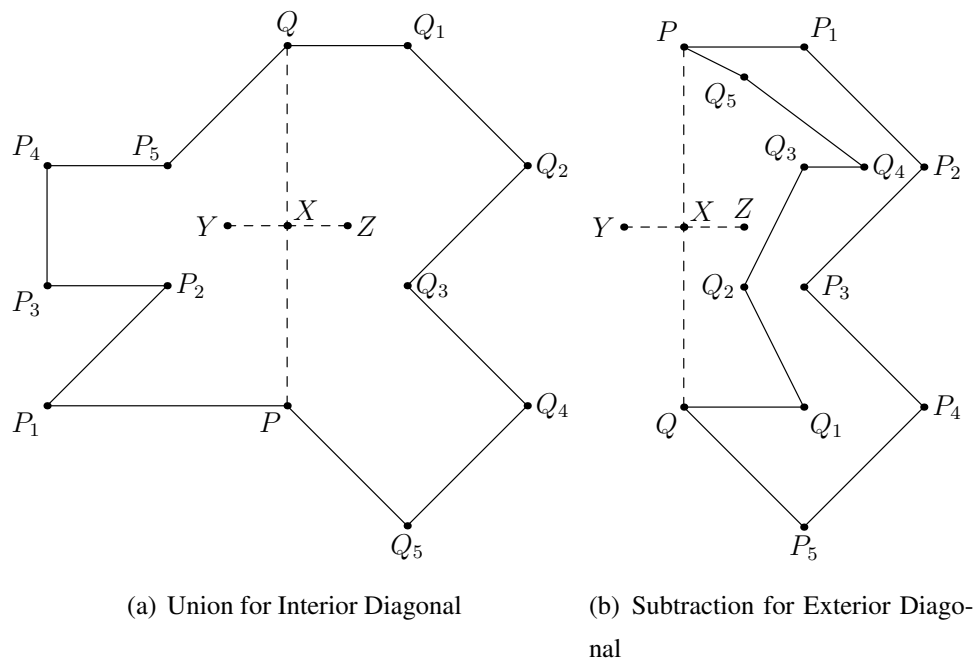 Q Q₁ P P₁
Q₅
P₄ P₅ Q₂ Q₃ Q₄ P₂
Y X Z Y X Z
P₃ P₂ Q₃ Q₂ P₃
P₁ P Q₄ Q Q₁ P₄
Q₅ P₅
(a) Union for Interior Diagonal
(b) Subtraction for Exterior Diago-
nal